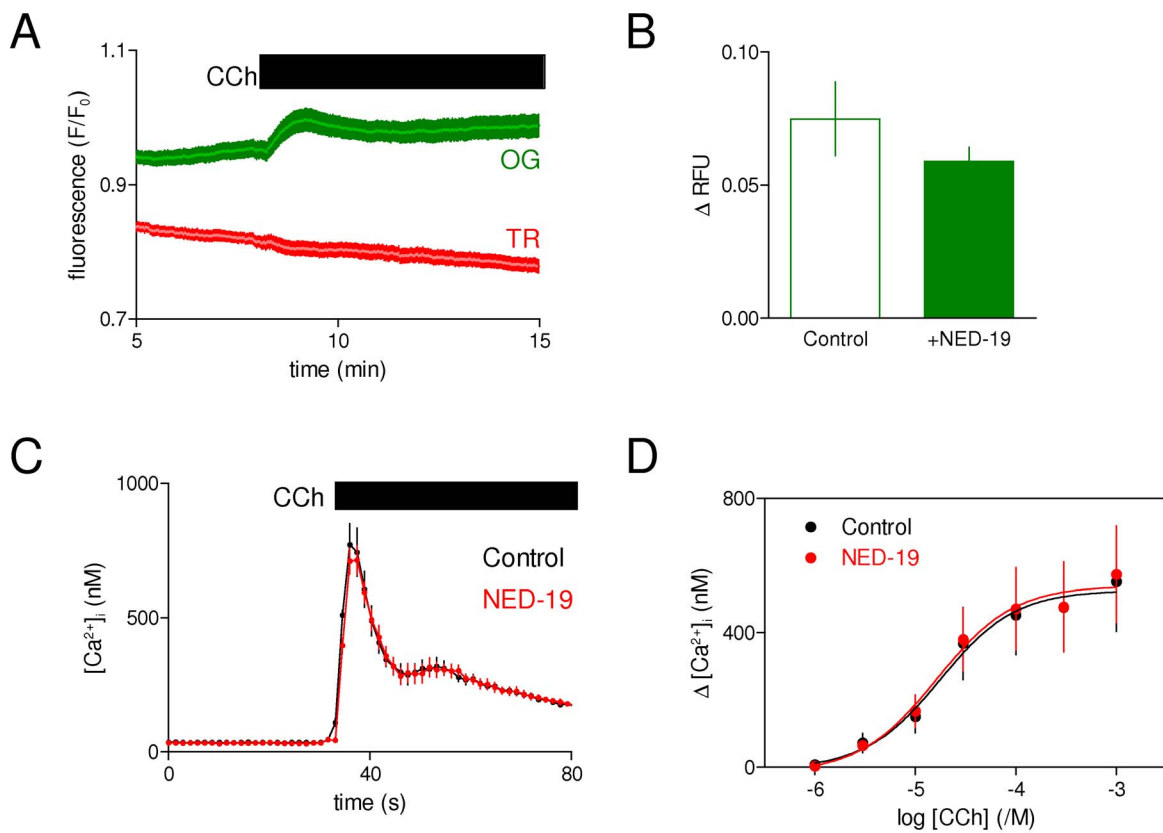 A
1.1
CCh
fluorescence (F/F₀)
OG
0.9
TR
0.7
5
10
15
time (min)
B
0.10
Δ RFU
0.05
0.00
Control
+NED-19
C
1000
CCh
Control
[Ca²⁺]ᵢ (nM)
500
NED-19
0
0
40
80
time (s)
D
800
Control
NED-19
Δ [Ca²⁺]ᵢ (nM)
400
0
-6
-5
-4
-3
log [CCh] (/M)